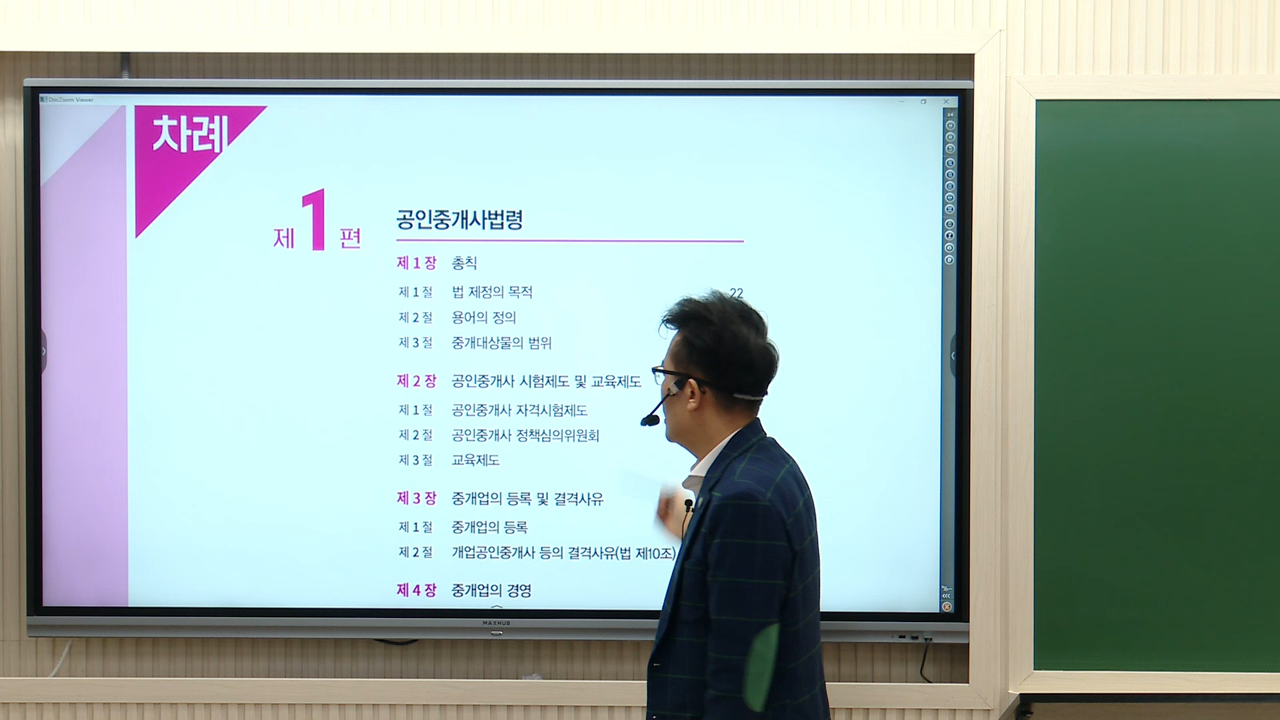 DocZoom Viewer
차례
제 1 편
공인중개사법령
제 1 장 총칙
제 1 절 법 제정의 목적 22
제 2 절 용어의 정의
제 3 절 중개대상물의 범위
제 2 장 공인중개사 시험제도 및 교육제도
제 1 절 공인중개사 자격시험제도
제 2 절 공인중개사 정책심의위원회
제 3 절 교육제도
제 3 장 중개업의 등록 및 결격사유
제 1 절 중개업의 등록
제 2 절 개업공인중개사 등의 결격사유(법 제10조)
제 4 장 중개업의 경영
MAXHUB